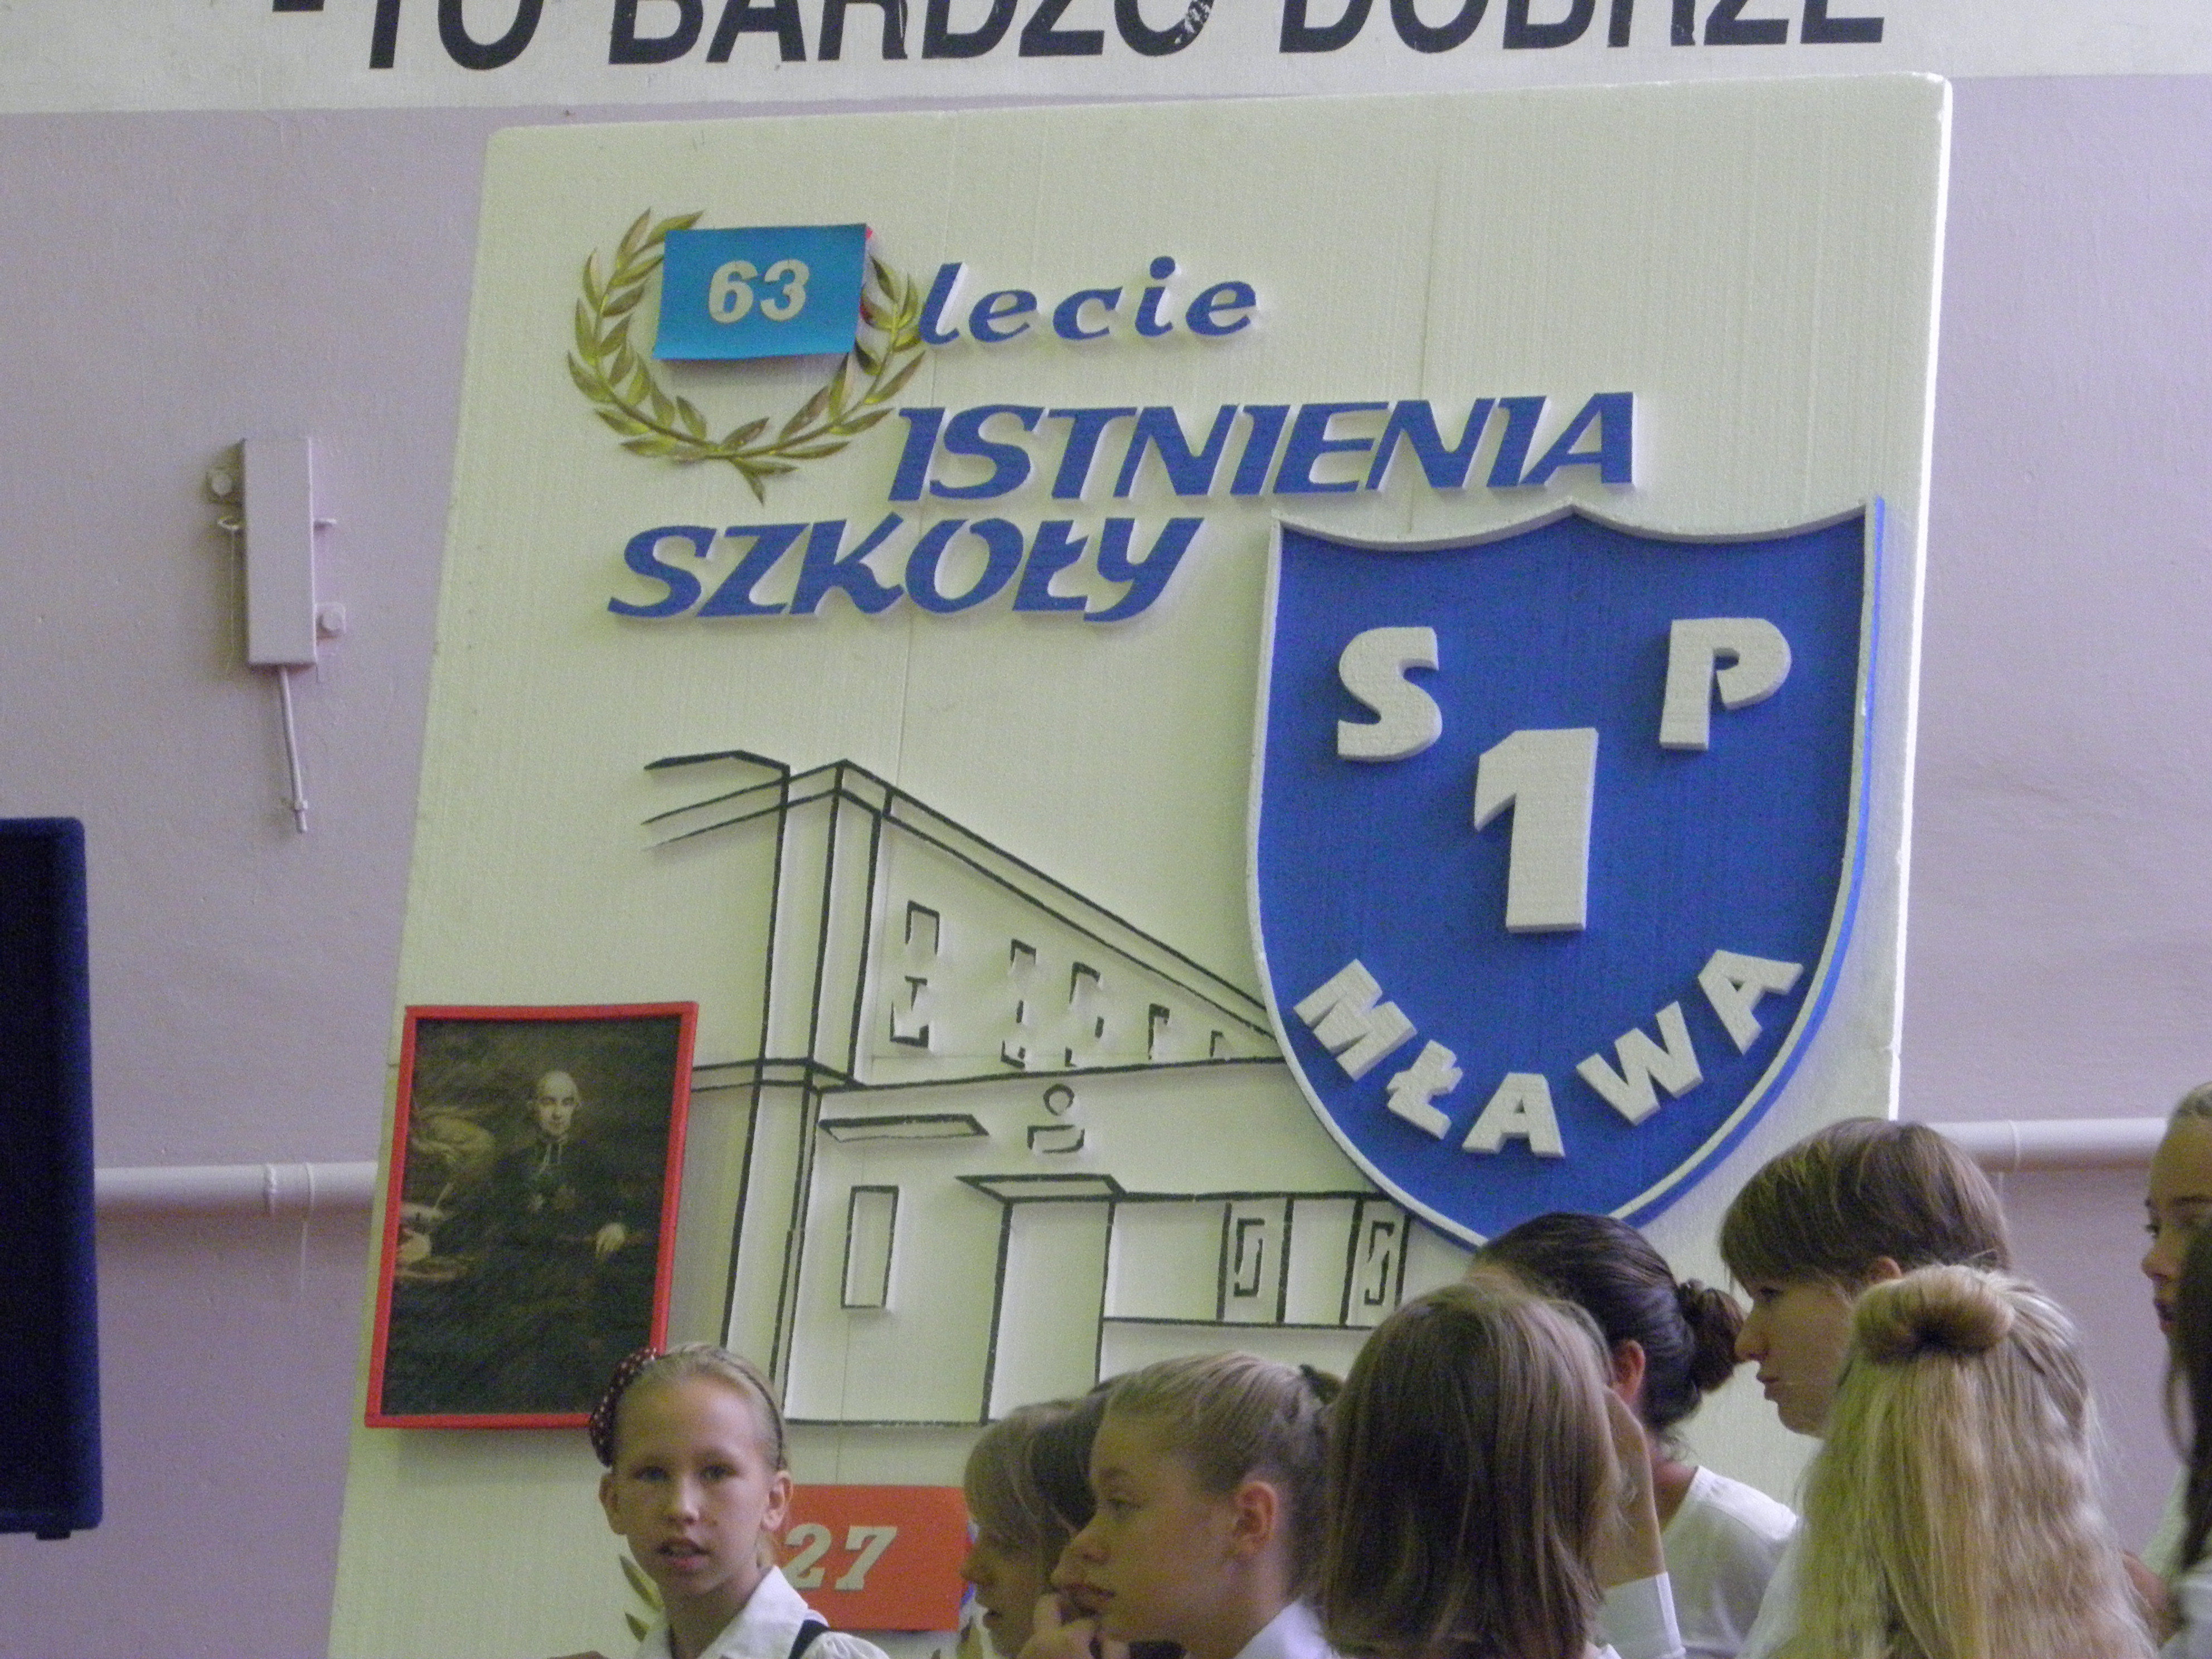 - TO BARDZO DOBRZE
63 lecie
ISTNIENIA
SZKOŁY
S P
1
MŁAWA
27